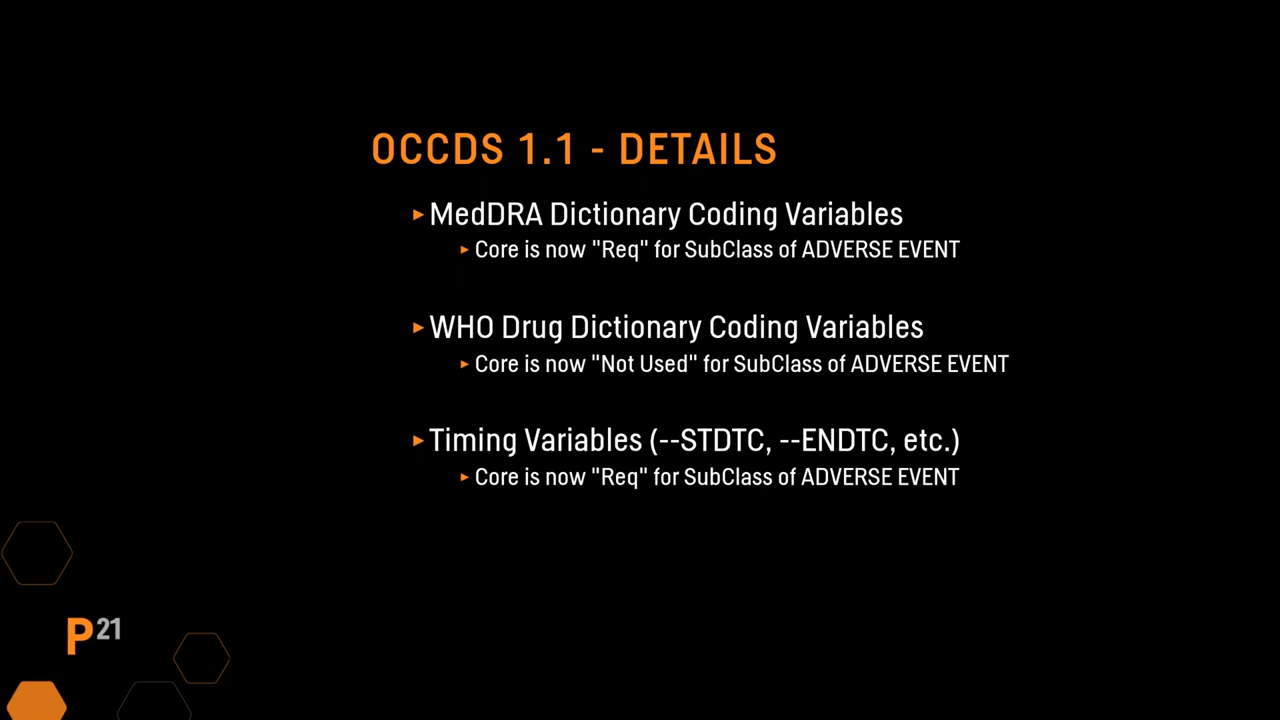 OCCDS 1.1 - DETAILS
MedDRA Dictionary Coding Variables
Core is now "Req" for SubClass of ADVERSE EVENT
WHO Drug Dictionary Coding Variables
Core is now "Not Used" for SubClass of ADVERSE EVENT
Timing Variables (--STDTC, --ENDTC, etc.)
Core is now "Req" for SubClass of ADVERSE EVENT
P21